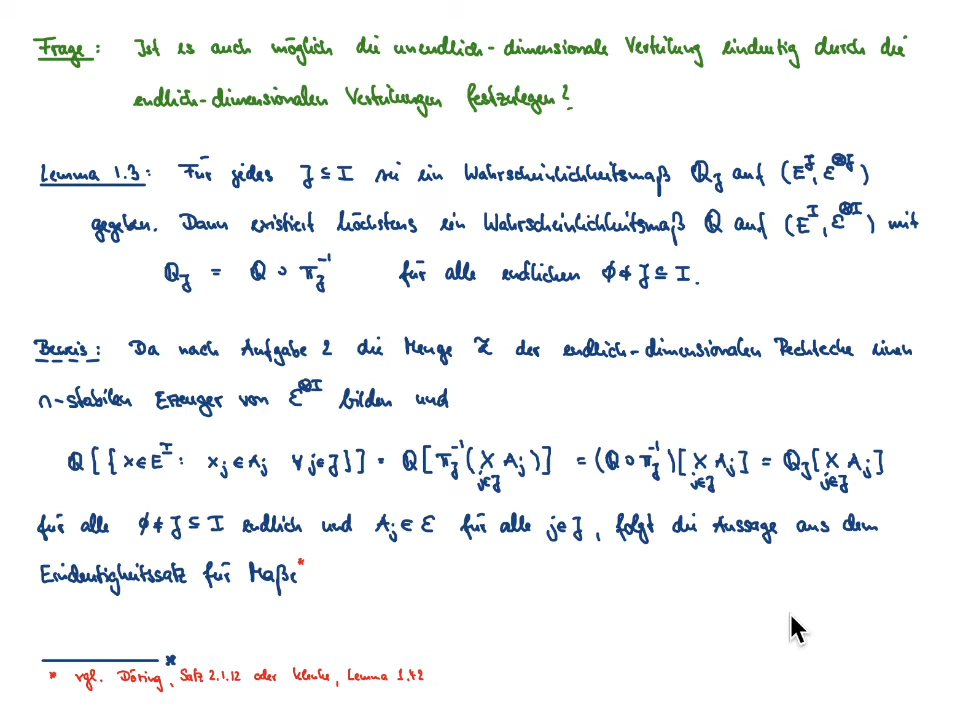 Frage: Ist es auch möglich die unendlich-dimensionale Verteilung eindeutig durch die
endlich-dimensionalen Verteilungen festzulegen?
Lemma 1.3: Für jedes J ⊆ I sei ein Wahrscheinlichkeitsmaß ℚ_J auf (E^J, ℰ^{⊗J})
gegeben. Dann existiert höchstens ein Wahrscheinlichkeitsmaß ℚ auf (E^I, ℰ^{⊗I}) mit
ℚ_J = ℚ ∘ π_J^{-1} für alle endlichen ∅ ≠ J ⊆ I.
Beweis: Da nach Aufgabe 2 die Menge Z der endlich-dimensionalen Rechtecke einen
∩-stabilen Erzeuger von ℰ^{⊗I} bilden und
ℚ[{x∈E^I : x_j ∈ A_j ∀ j∈J}] = ℚ[π_J^{-1}(X_{j∈J} A_j)] = (ℚ ∘ π_J^{-1})[X_{j∈J} A_j] = ℚ_J[X_{j∈J} A_j]
für alle ∅ ≠ J ⊆ I endlich und A_j ∈ ℰ für alle j∈J, folgt die Aussage aus dem
Eindeutigkeitssatz für Maße*
* vgl. Döring, Satz 2.1.12 oder Klenke, Lemma 1.42